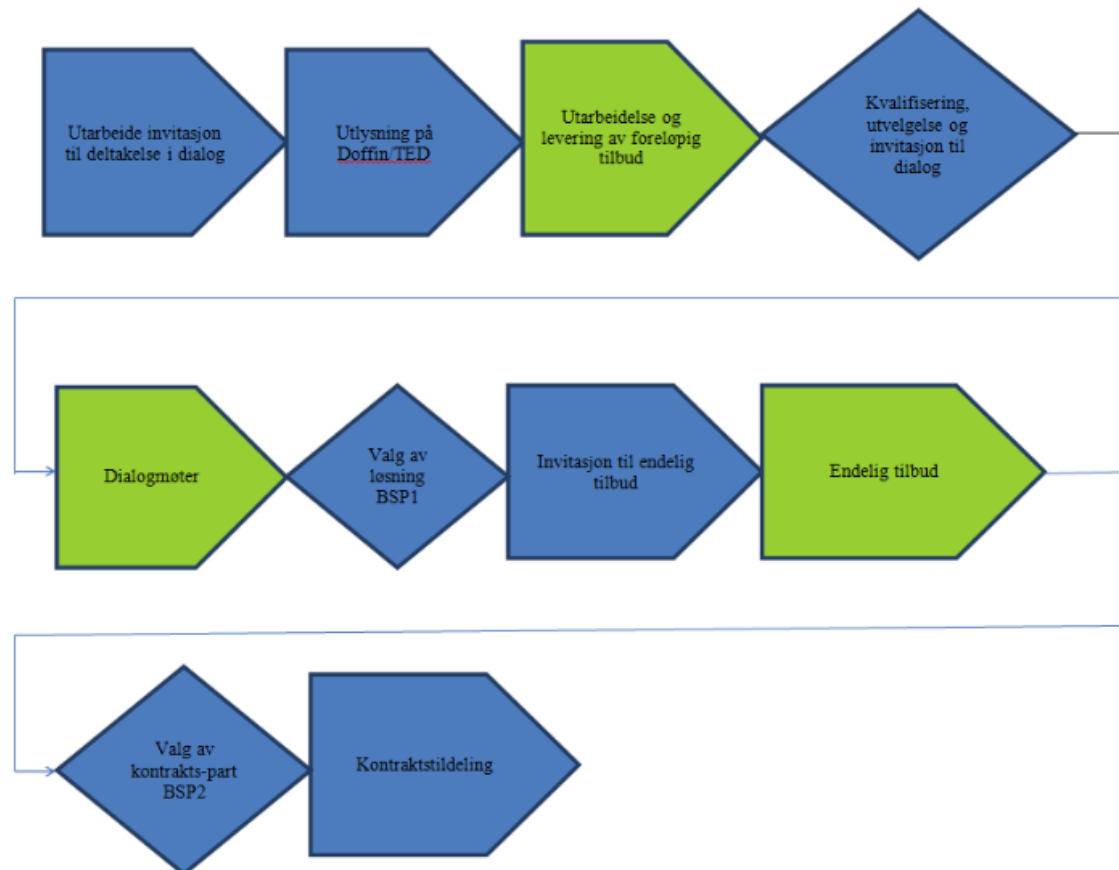 Utarbeide invitasjon
til deltakelse i dialog
Utlysning på
Doffin/TED
Utarbeidelse og
levering av foreløpig
tilbud
Kvalifisering,
utvelgelse og
invitasjon til
dialog
Dialogmøter
Valg av
løsning
BSP1
Invitasjon til endelig
tilbud
Endelig tilbud
Valg av
kontrakts-part
BSP2
Kontraktstildeling